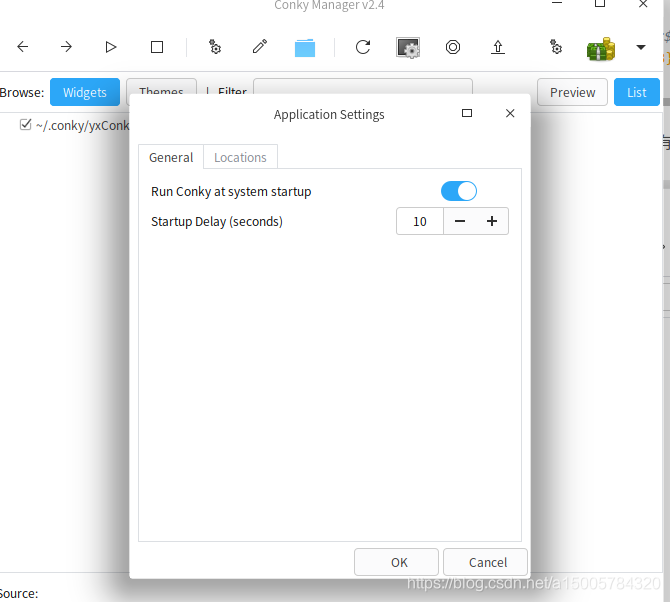 Conky Manager v2.4
Browse: Widgets Themes Filter Preview List
~/.conky/yxConk
Application Settings
General Locations
Run Conky at system startup
Startup Delay (seconds) 10
OK Cancel
Source:
https://blog.csdn.net/a15005784320